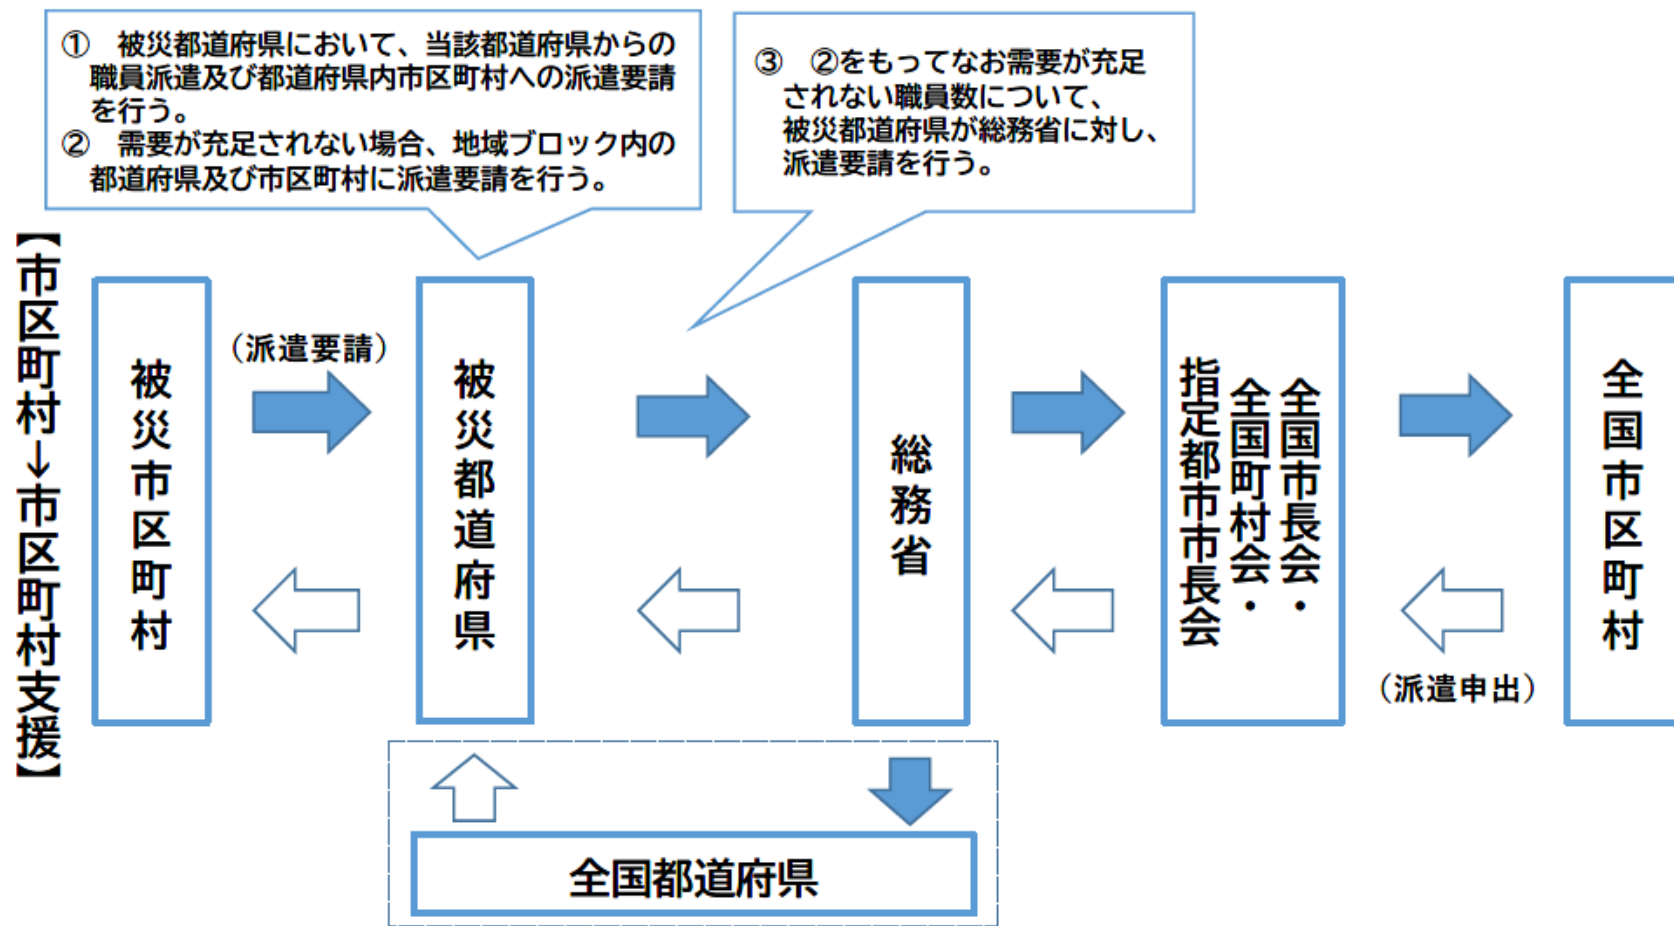 ① 被災都道府県において、当該都道府県からの
職員派遣及び都道府県内市区町村への派遣要請
を行う。
② 需要が充足されない場合、地域ブロック内の
都道府県及び市区町村に派遣要請を行う。
③ ②をもってなお需要が充足
されない職員数について、
被災都道府県が総務省に対し、
派遣要請を行う。
【市区町村→市区町村支援】
被災市区町村
（派遣要請）
被災都道府県
総務省
全国市長会・
全国町村会・
指定都市市長会
全国市区町村
（派遣申出）
全国都道府県